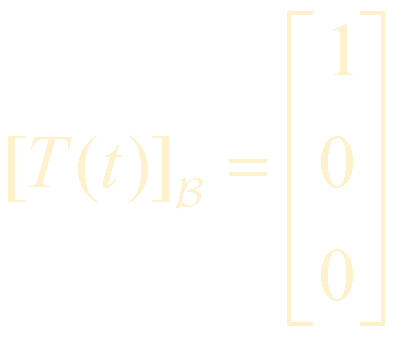 [T(t)]_ℬ = [1
0
0]